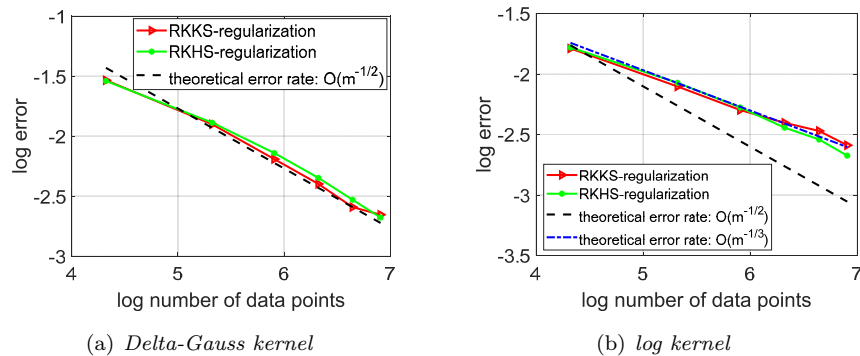 -1
-1.5
-2
-2.5
-3
log error
RKKS-regularization
RKHS-regularization
theoretical error rate: O(m^{-1/2})
4 5 6 7
log number of data points
(a) Delta-Gauss kernel
-1.5
-2
-2.5
-3
-3.5
log error
RKKS-regularization
RKHS-regularization
theoretical error rate: O(m^{-1/2})
theoretical error rate: O(m^{-1/3})
4 5 6 7
log number of data points
(b) log kernel